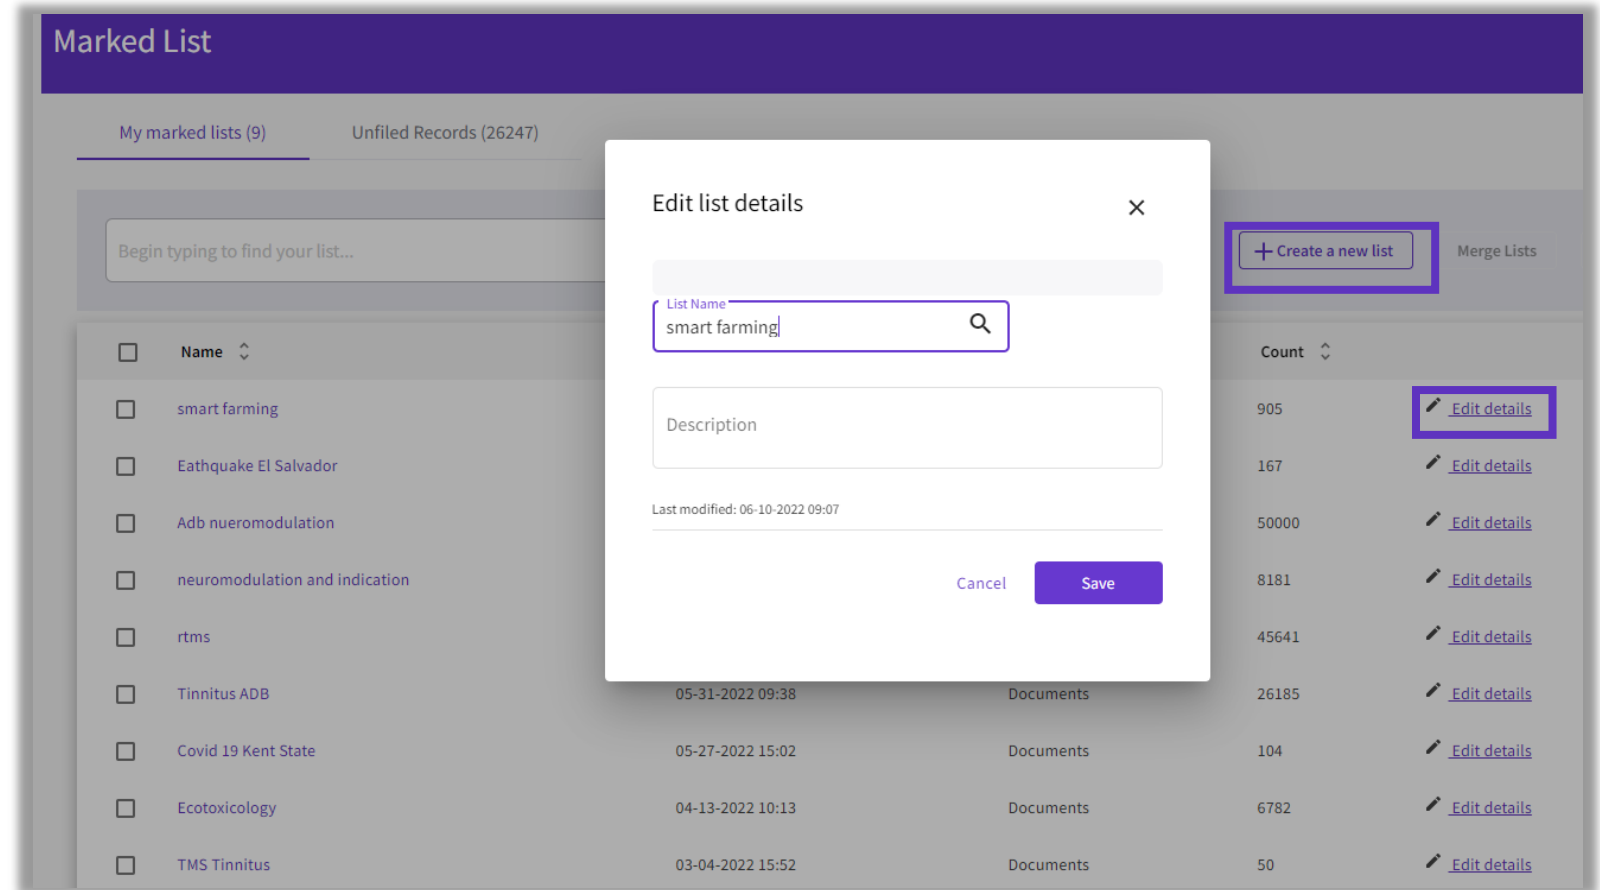 Marked List
My marked lists (9) Unfiled Records (26247)
Begin typing to find your list...
Create a new list Merge Lists
Edit list details
List Name
smart farming
Description
Last modified: 06-10-2022 09:07
Cancel Save
Name Count
smart farming 905 Edit details
Eathquake El Salvador 167 Edit details
Adb nueromodulation 50000 Edit details
neuromodulation and indication 8181 Edit details
rtms 45641 Edit details
Tinnitus ADB 05-31-2022 09:38 Documents 26185 Edit details
Covid 19 Kent State 05-27-2022 15:02 Documents 104 Edit details
Ecotoxicology 04-13-2022 10:13 Documents 6782 Edit details
TMS Tinnitus 03-04-2022 15:52 Documents 50 Edit details